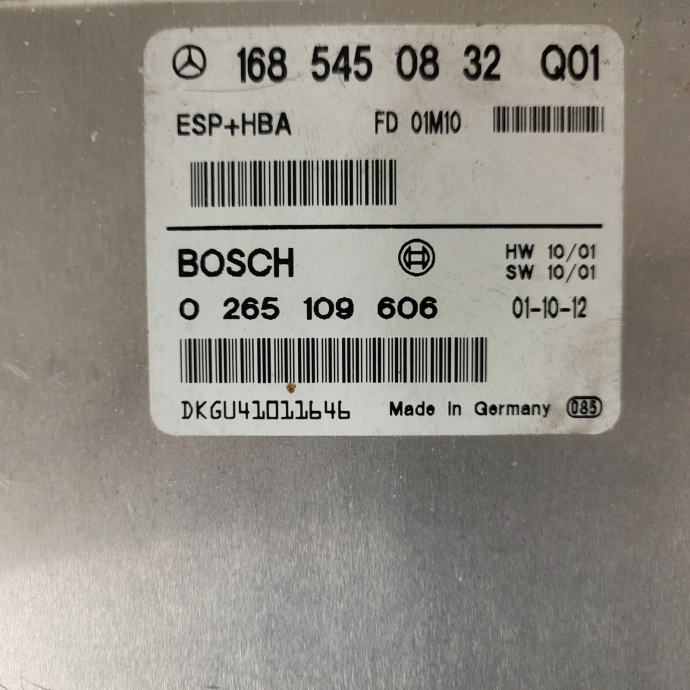 168 545 08 32 Q01
ESP+HBA FD 01M10
BOSCH HW 10/01
SW 10/01
0 265 109 606 01-10-12
DKGU41011646 Made in Germany 085